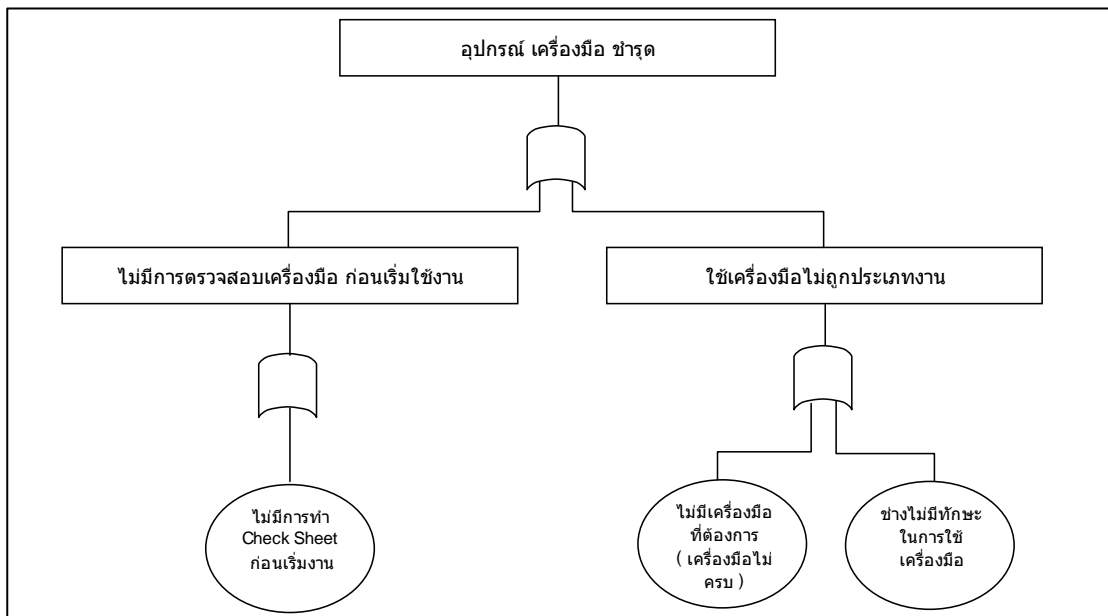 อุปกรณ์ เครื่องมือ ชำรุด
ไม่มีการตรวจสอบเครื่องมือ ก่อนเริ่มใช้งาน
ใช้เครื่องมือไม่ถูกประเภทงาน
ไม่มีการทำ
Check Sheet
ก่อนเริ่มงาน
ไม่มีเครื่องมือ
ที่ต้องการ
( เครื่องมือไม่
ครบ )
ช่างไม่มีทักษะ
ในการใช้
เครื่องมือ